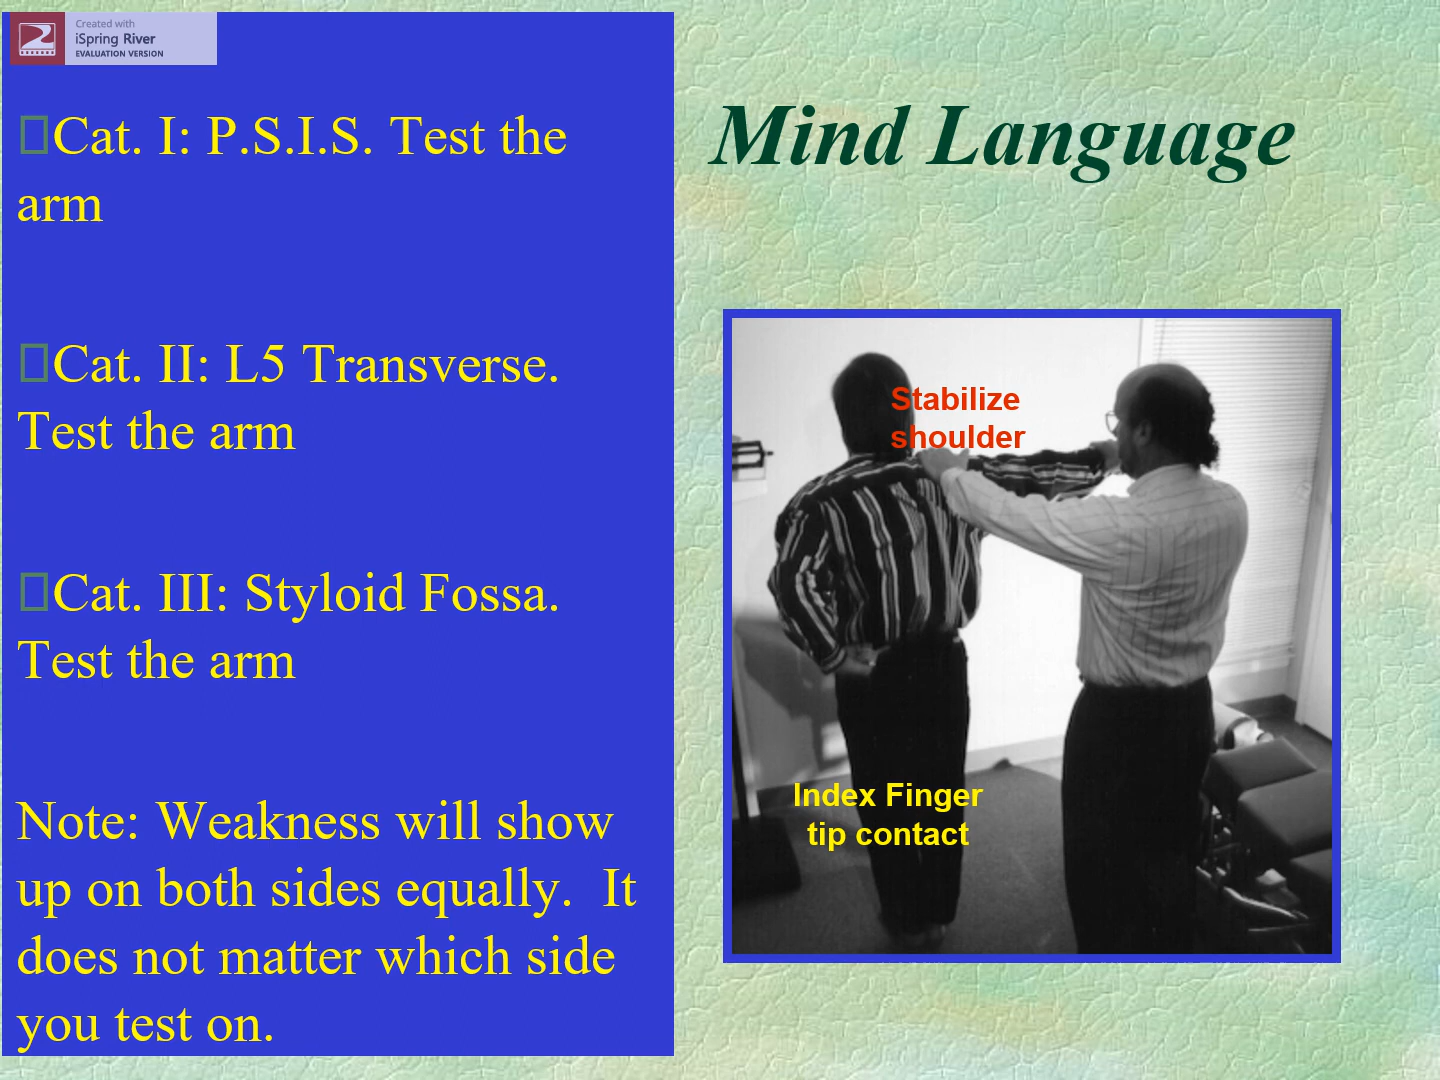 Created with
iSpring River
EVALUATION VERSION
Cat. I: P.S.I.S. Test the
arm
Cat. II: L5 Transverse.
Test the arm
Cat. III: Styloid Fossa.
Test the arm
Note: Weakness will show
up on both sides equally.  It
does not matter which side
you test on.
Mind Language
Stabilize
shoulder
Index Finger
tip contact